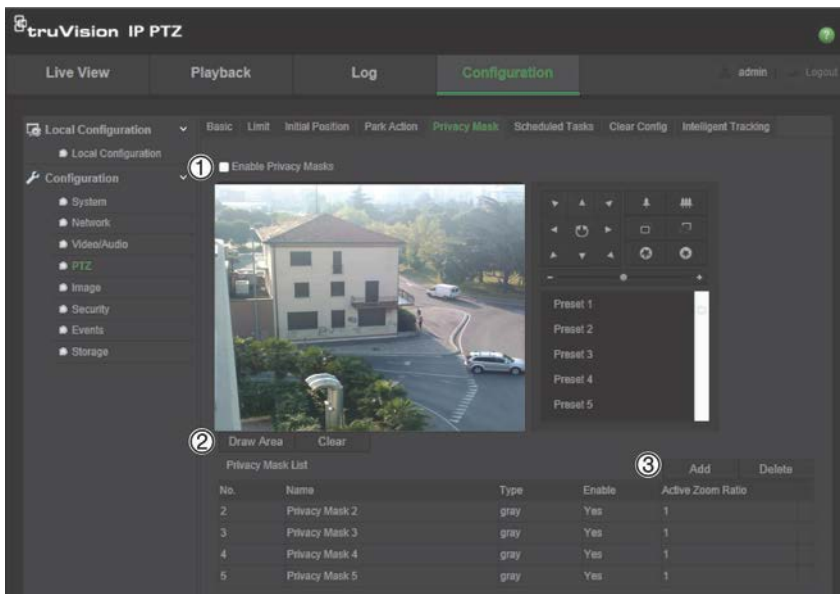 truVision IP PTZ
?
Live View Playback Log Configuration admin Logout
Local Configuration
Local Configuration
Configuration
System
Network
Video/Audio
PTZ
Image
Security
Events
Storage
Basic Limit Initial Position Park Action Privacy Mask Scheduled Tasks Clear Config Intelligent Tracking
① Enable Privacy Masks
- +
Preset 1
Preset 2
Preset 3
Preset 4
Preset 5
② Draw Area Clear
Privacy Mask List ③ Add Delete
No. Name Type Enable Active Zoom Ratio
2 Privacy Mask 2 gray Yes 1
3 Privacy Mask 3 gray Yes 1
4 Privacy Mask 4 gray Yes 1
5 Privacy Mask 5 gray Yes 1